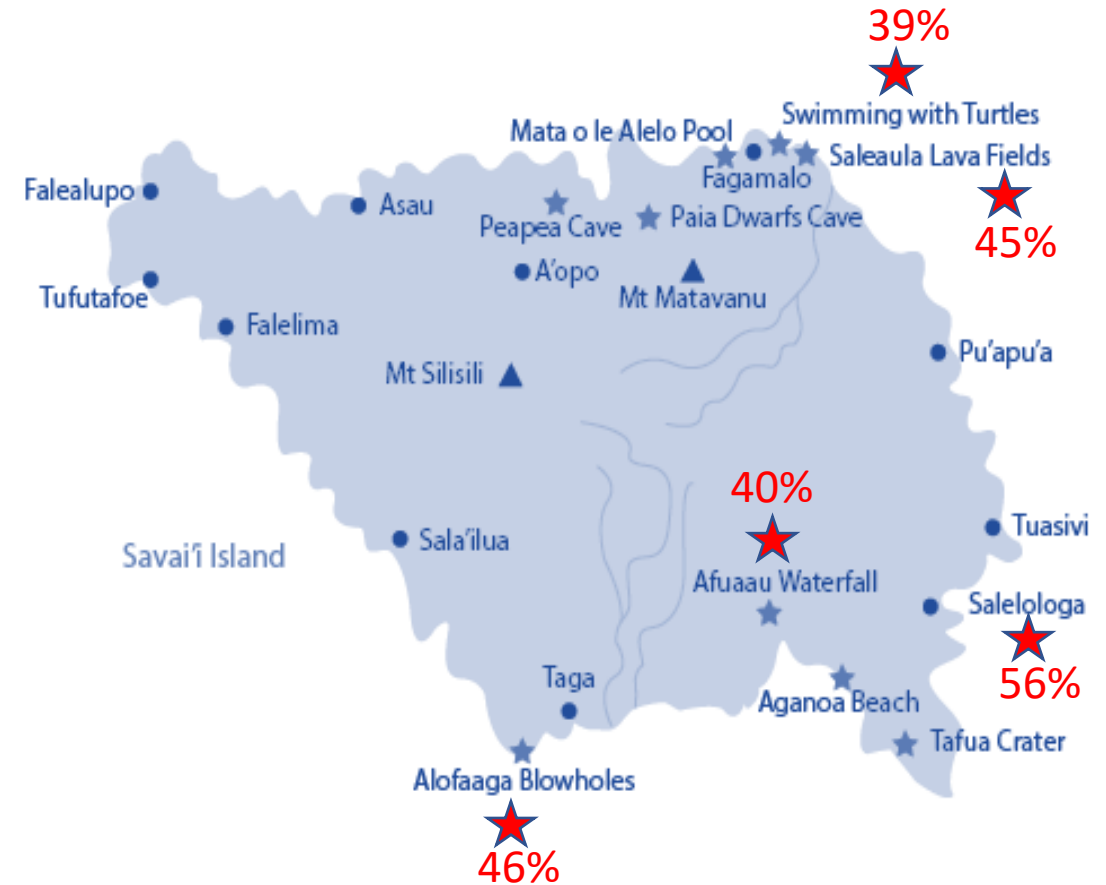 39%
Swimming with Turtles
Mata o le Alelo Pool
Saleaula Lava Fields
Fagamalo
Falealupo
Asau
Peapea Cave
Paia Dwarfs Cave
45%
A'opo
Tufutafoe
Mt Matavanu
Falelima
Pu'apu'a
Mt Silisili
40%
Tuasivi
Sala'ilua
Savai'i Island
Afuaau Waterfall
Salelologa
Taga
56%
Aganoa Beach
Tafua Crater
Alofaaga Blowholes
46%